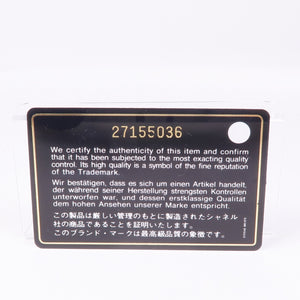 27155036
We certify the authenticity of this item and confirm
that it has been subjected to the most exacting quality
control. Its high quality is a symbol of the fine reputation
of the Trademark.
Wir bestätigen, dass es sich um einen Artikel handelt,
der während seiner Herstellung strengsten Kontrollen
unterworfen war, und dessen erstklassige Qualität
dem hohen Ansehen unserer Marke entspricht.
この製品は厳しい管理のもとに製造されたシャネル
社の商品であることを証明いたします。
このブランド・マークは最高級品質の象徴です。